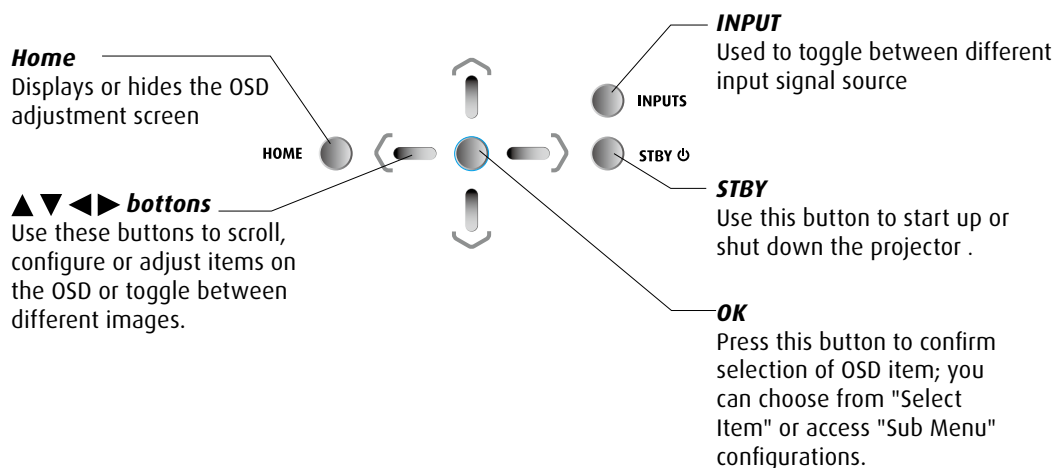 Home
Displays or hides the OSD
adjustment screen
▲ ▼ ◀ ▶ bottons
Use these buttons to scroll,
configure or adjust items on
the OSD or toggle between
different images.
HOME
INPUTS
STBY ⏻
INPUT
Used to toggle between different
input signal source
STBY
Use this button to start up or
shut down the projector .
OK
Press this button to confirm
selection of OSD item; you
can choose from "Select
Item" or access "Sub Menu"
configurations.